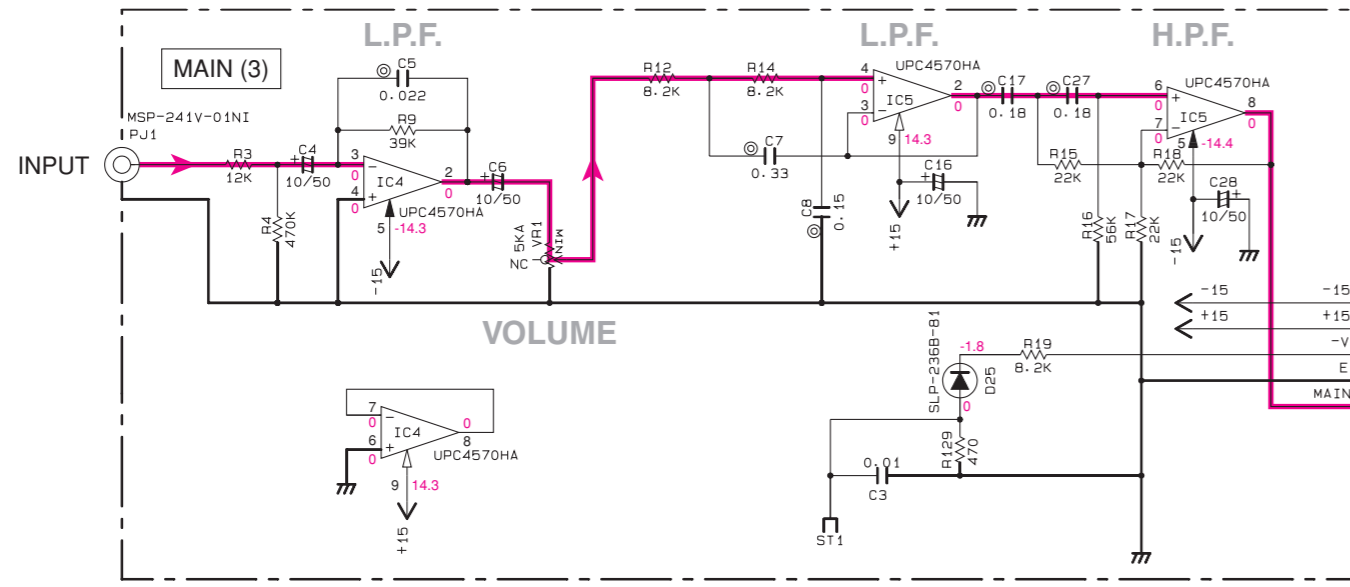 L.P.F.
L.P.F.
H.P.F.
MAIN (3)
MSP-241V-01NI
PJ1
INPUT
R3
12K
R4
470K
C4
+
10/50
C5
0.022
R9
39K
3
0
−
4
0
+
IC4
2
0
UPC4570HA
5
-14.3
-15
C6
+
10/50
5KA
VR1
MIN
NC
R12
8.2K
R14
8.2K
C7
0.33
C8
0.15
4
0
+
3
0
−
IC5
UPC4570HA
2
0
9
14.3
+15
C16
+
10/50
C17
0.18
C27
0.18
R15
22K
R16
56K
R17
22K
R18
22K
6
0
+
7
0
−
IC5
UPC4570HA
8
0
5
-14.4
-15
C28
+
10/50
VOLUME
-15
-15
+15
+15
-V
E
MAIN
SLP-236B-81
-1.8
D25
0
R19
8.2K
R129
470
0.01
C3
ST1
7
0
−
6
0
+
IC4
0
8
UPC4570HA
9
14.3
+15